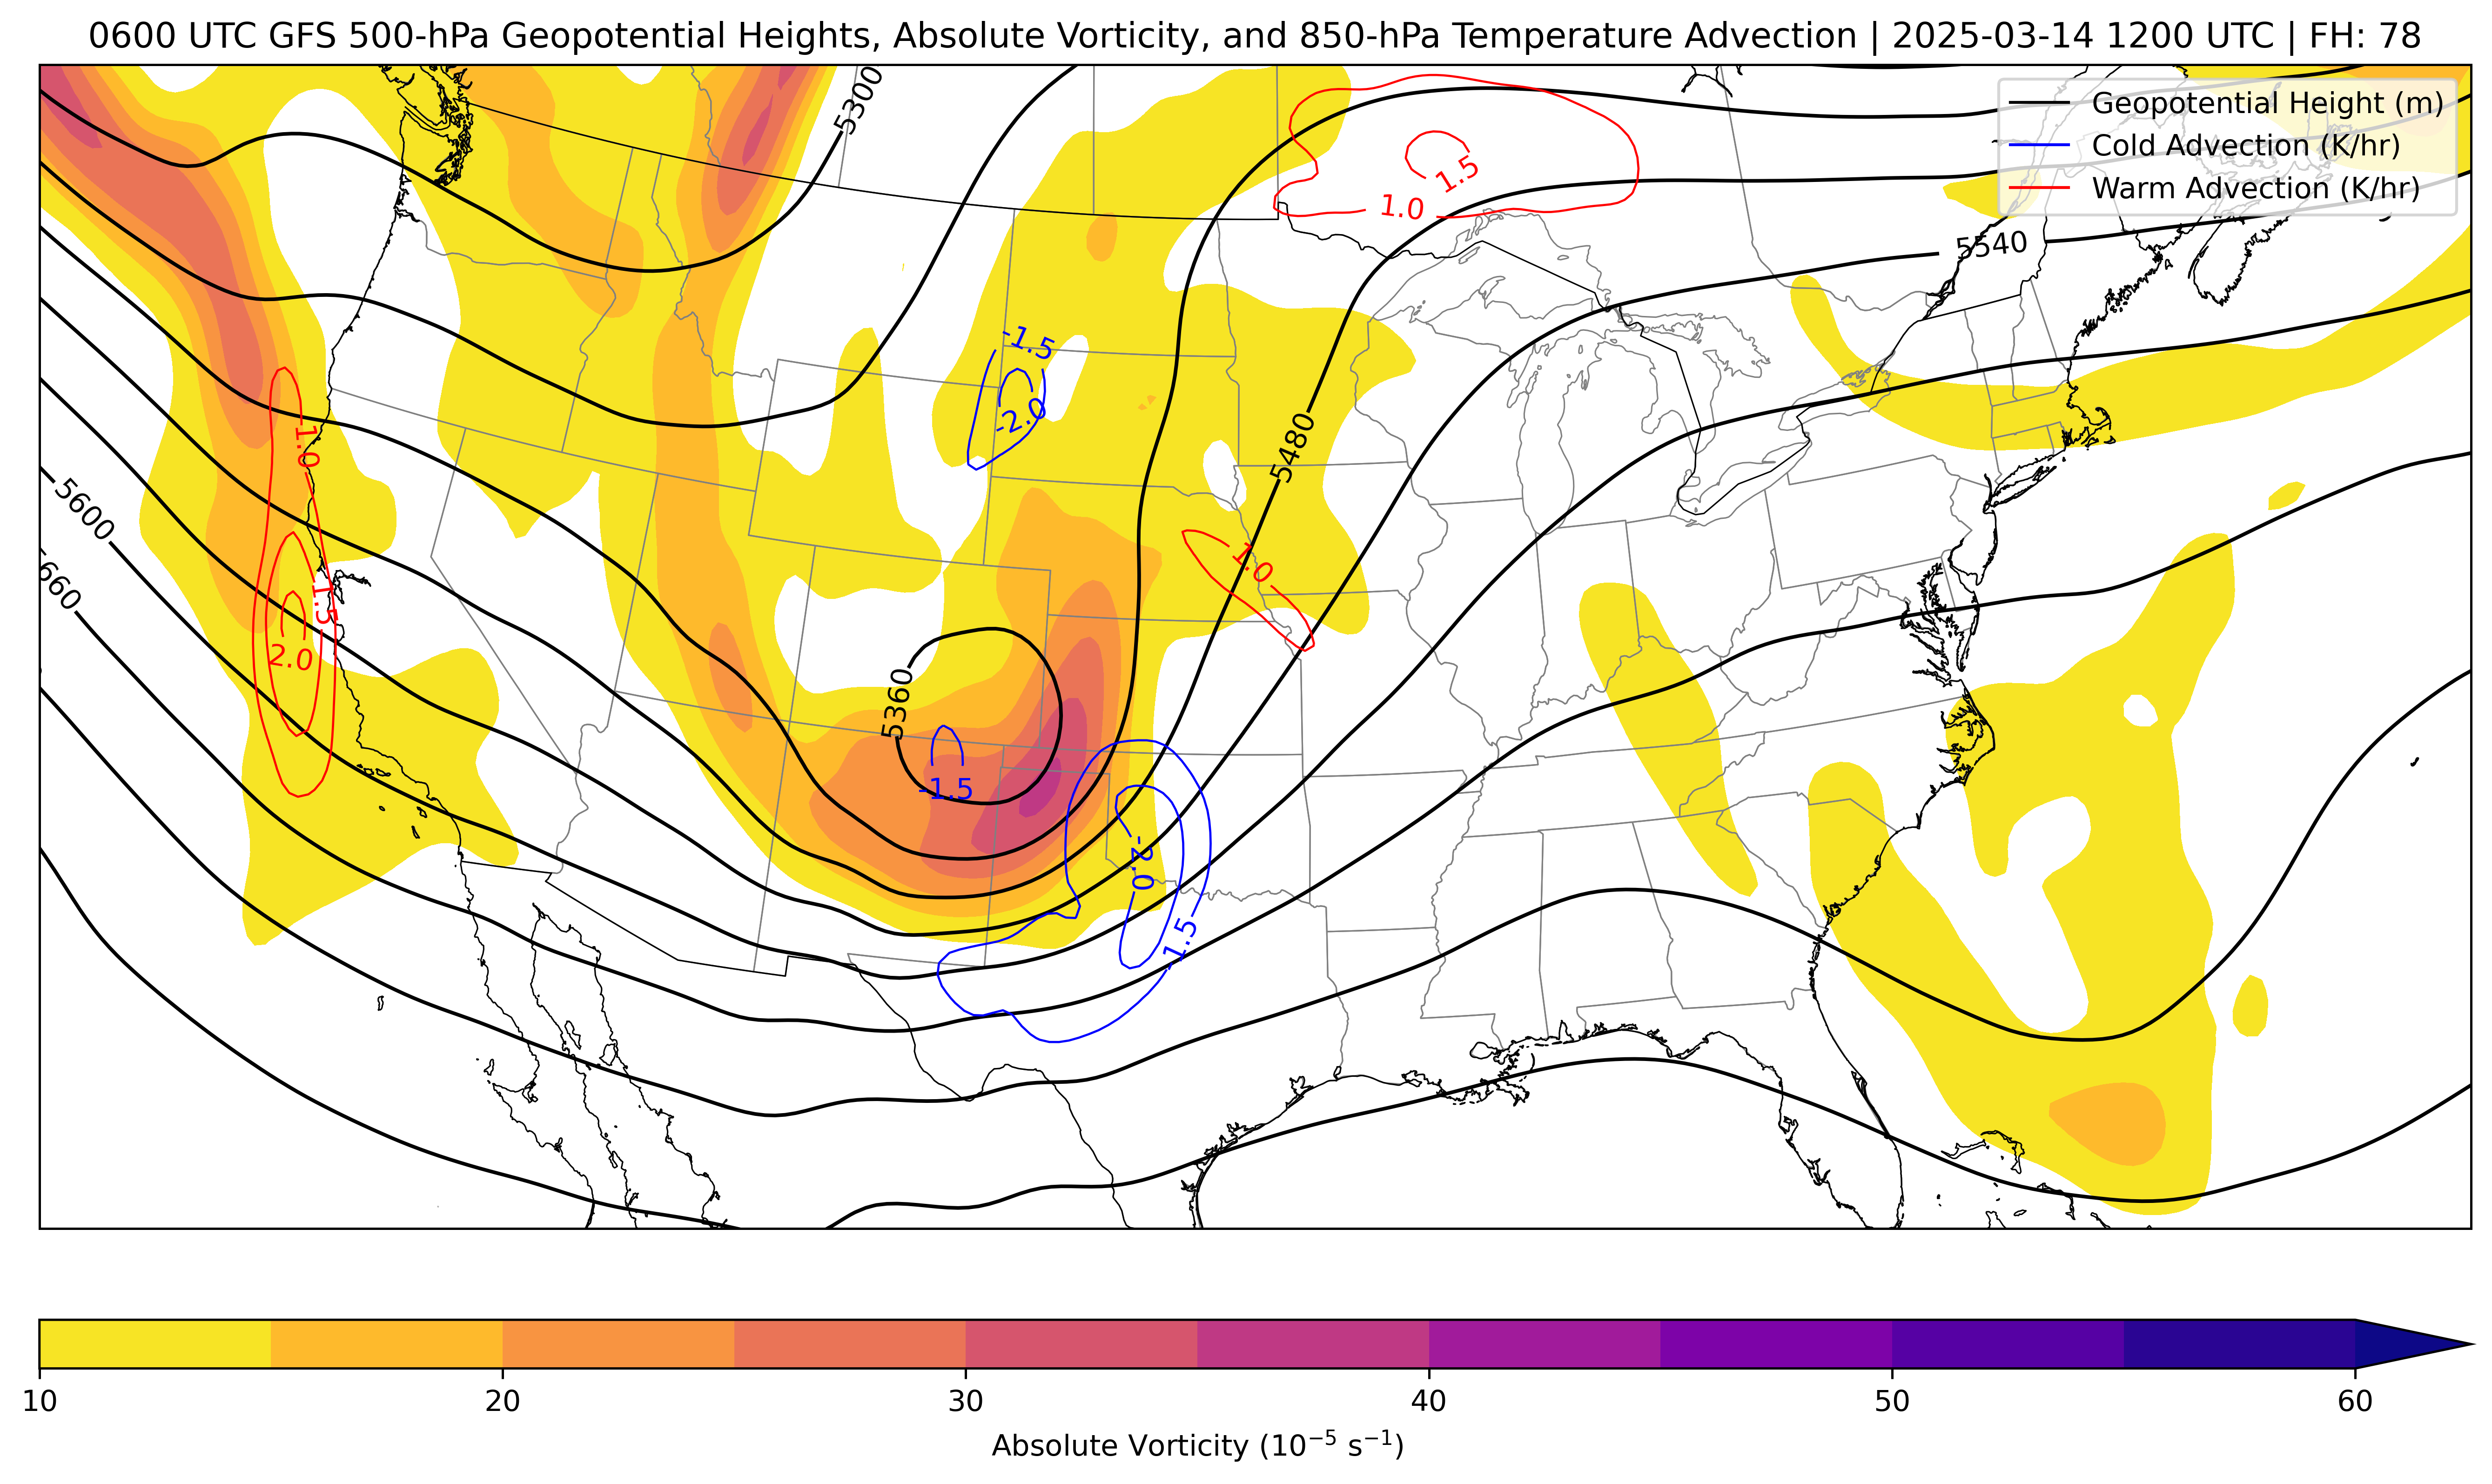 0600 UTC GFS 500-hPa Geopotential Heights, Absolute Vorticity, and 850-hPa Temperature Advection | 2025-03-14 1200 UTC | FH: 78
Geopotential Height (m)
Cold Advection (K/hr)
Warm Advection (K/hr)
5300
1.5
1.0
5540
-1.5
-2.0
1.0
5480
5600
1.0
1.5
5660
2.0
5360
-1.5
-2.0
-1.5
10 20 30 40 50 60
Absolute Vorticity (10⁻⁵ s⁻¹)